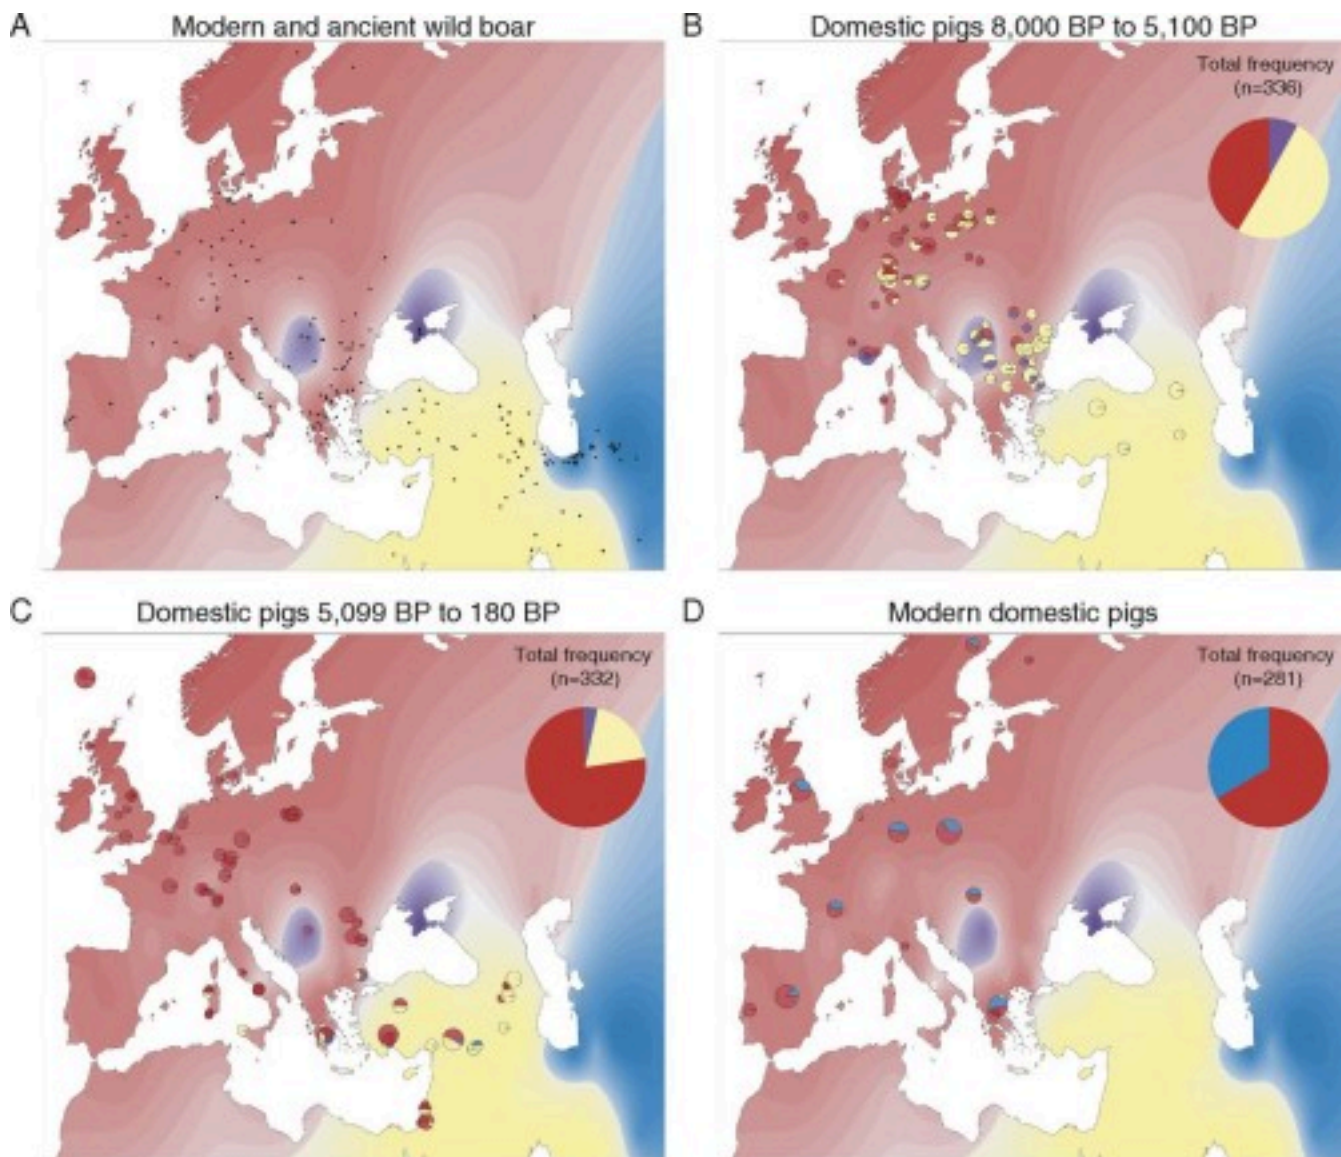 A
Modern and ancient wild boar
B
Domestic pigs 8,000 BP to 5,100 BP
Total frequency
(n=336)
C
Domestic pigs 5,099 BP to 180 BP
Total frequency
(n=332)
D
Modern domestic pigs
Total frequency
(n=281)